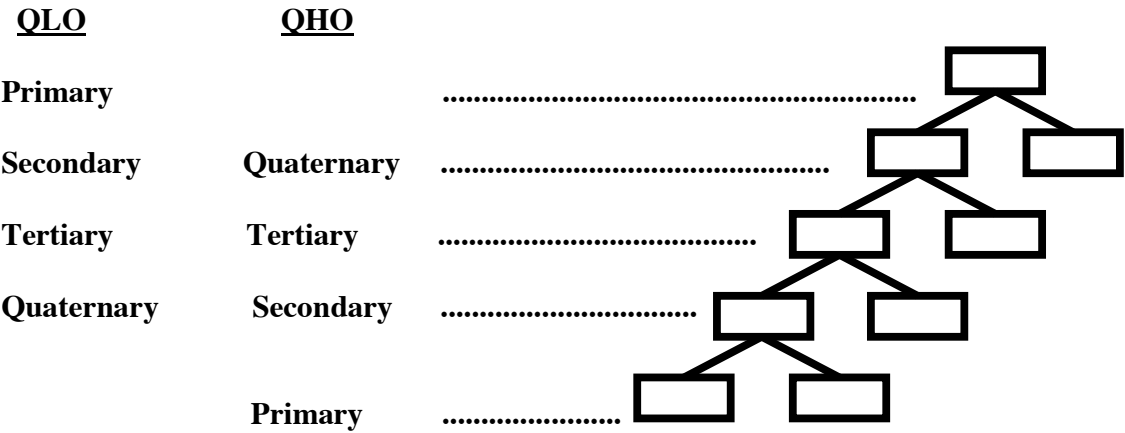 QLO QHO
Primary ............................................................
Secondary Quaternary .................................................
Tertiary Tertiary ........................................
Quaternary Secondary ................................
Primary ......................